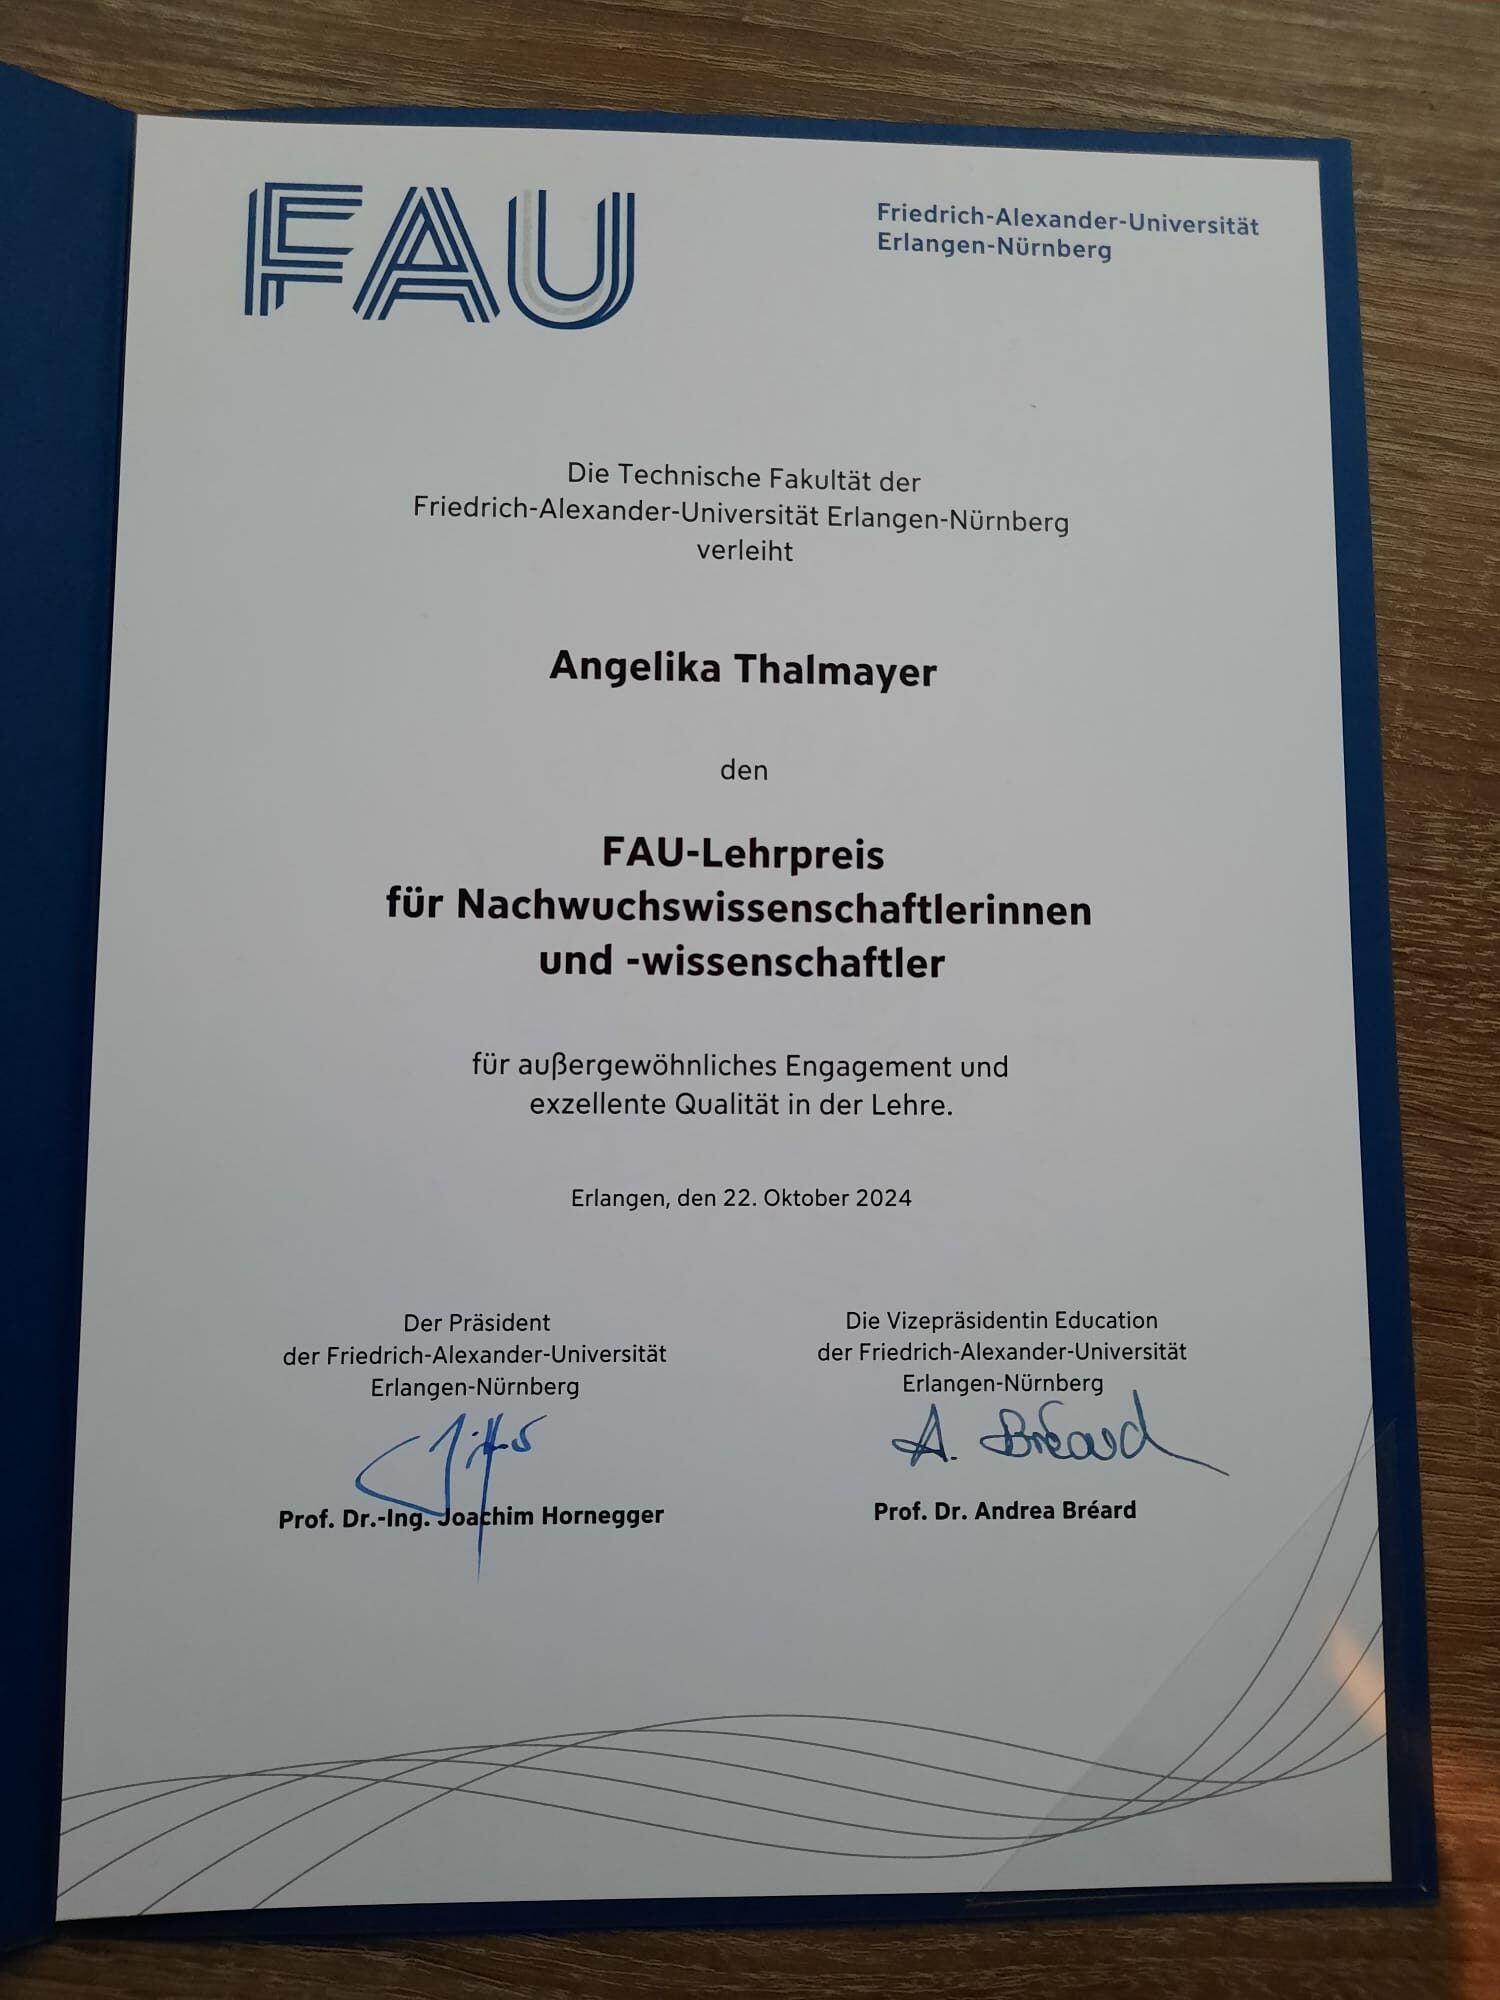 FAU
Friedrich-Alexander-Universität
Erlangen-Nürnberg
Die Technische Fakultät der
Friedrich-Alexander-Universität Erlangen-Nürnberg
verleiht
Angelika Thalmayer
den
FAU-Lehrpreis
für Nachwuchswissenschaftlerinnen
und -wissenschaftler
für außergewöhnliches Engagement und
exzellente Qualität in der Lehre.
Erlangen, den 22. Oktober 2024
Der Präsident
der Friedrich-Alexander-Universität
Erlangen-Nürnberg
Prof. Dr.-Ing. Joachim Hornegger
Die Vizepräsidentin Education
der Friedrich-Alexander-Universität
Erlangen-Nürnberg
A. Bréard
Prof. Dr. Andrea Bréard